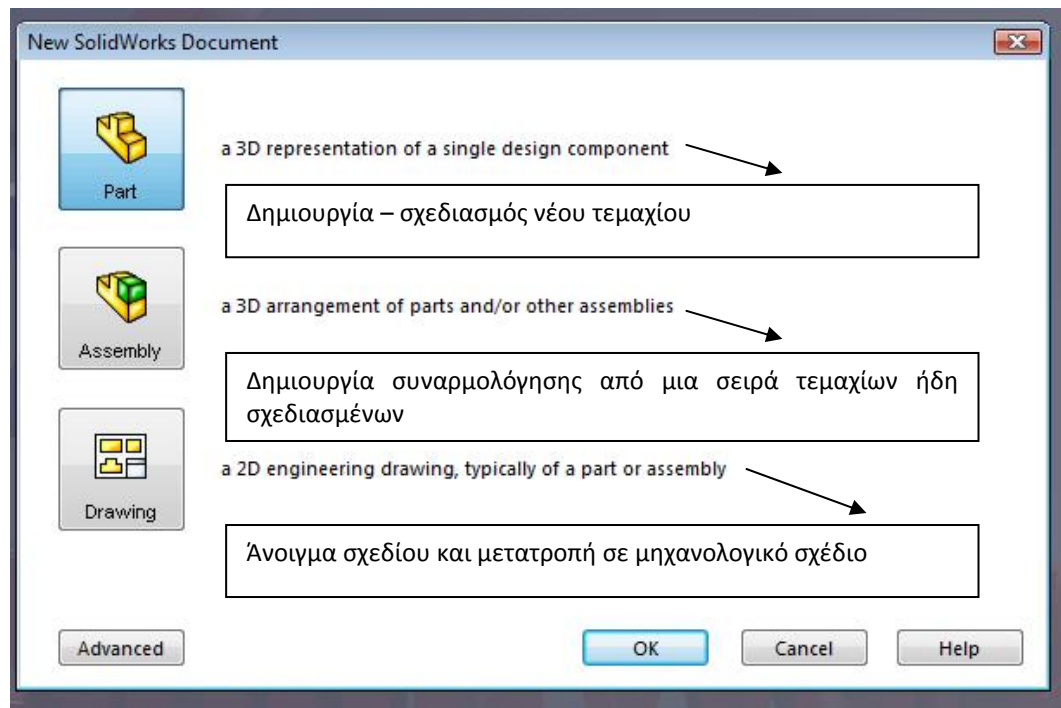 New SolidWorks Document
a 3D representation of a single design component
Part
Δημιουργία – σχεδιασμός νέου τεμαχίου
a 3D arrangement of parts and/or other assemblies
Assembly
Δημιουργία συναρμολόγησης από μια σειρά τεμαχίων ήδη
σχεδιασμένων
a 2D engineering drawing, typically of a part or assembly
Drawing
Άνοιγμα σχεδίου και μετατροπή σε μηχανολογικό σχέδιο
Advanced
OK
Cancel
Help